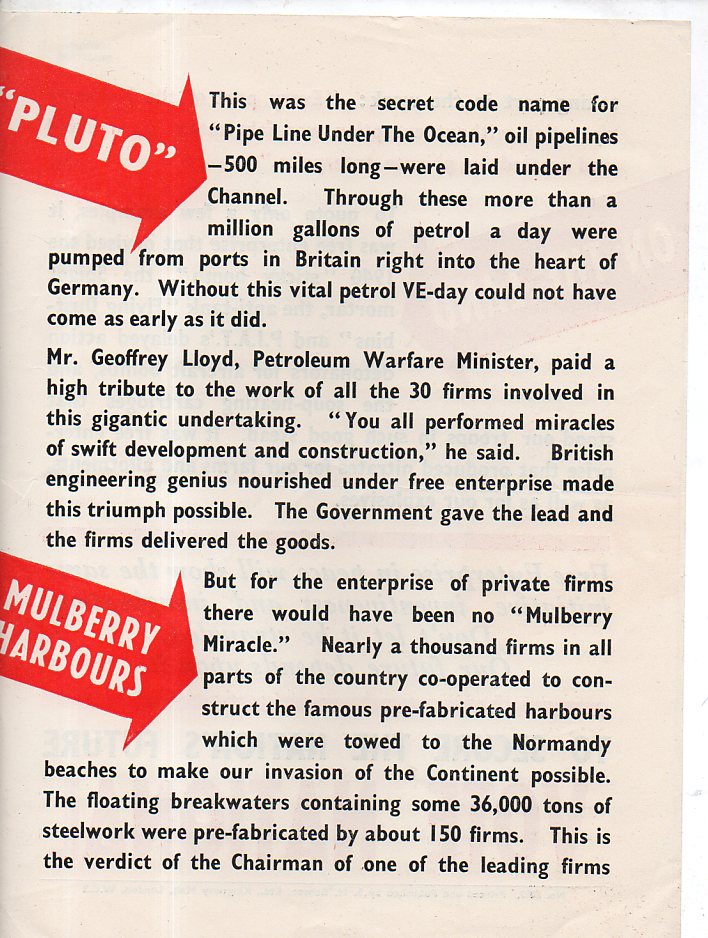 "PLUTO"
This was the secret code name for
"Pipe Line Under The Ocean," oil pipelines
—500 miles long—were laid under the
Channel. Through these more than a
million gallons of petrol a day were
pumped from ports in Britain right into the heart of
Germany. Without this vital petrol VE-day could not have
come as early as it did.
Mr. Geoffrey Lloyd, Petroleum Warfare Minister, paid a
high tribute to the work of all the 30 firms involved in
this gigantic undertaking. "You all performed miracles
of swift development and construction," he said. British
engineering genius nourished under free enterprise made
this triumph possible. The Government gave the lead and
the firms delivered the goods.
MULBERRY
HARBOURS
But for the enterprise of private firms
there would have been no "Mulberry
Miracle." Nearly a thousand firms in all
parts of the country co-operated to con-
struct the famous pre-fabricated harbours
which were towed to the Normandy
beaches to make our invasion of the Continent possible.
The floating breakwaters containing some 36,000 tons of
steelwork were pre-fabricated by about 150 firms. This is
the verdict of the Chairman of one of the leading firms